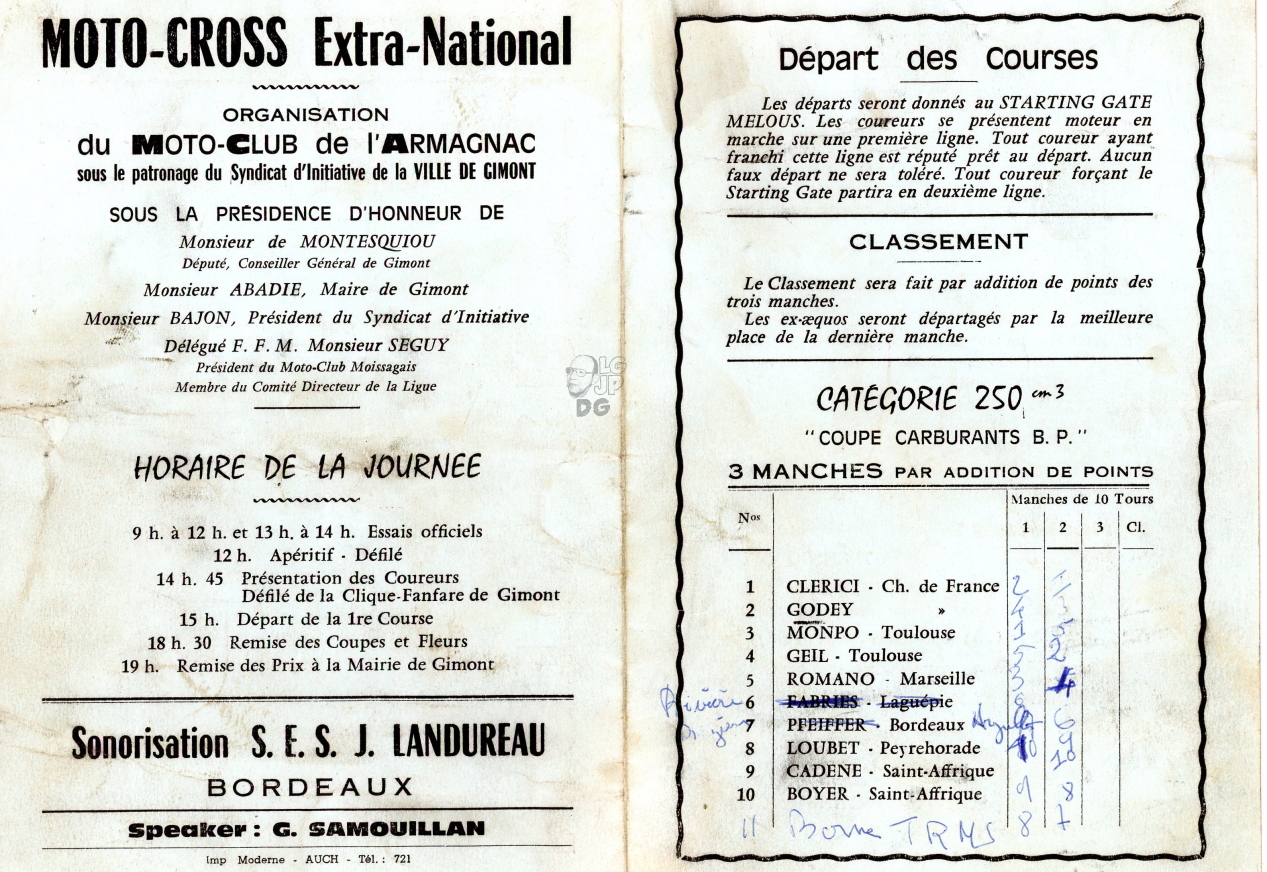 MOTO-CROSS Extra-National
ORGANISATION
du MOTO-CLUB de l'ARMAGNAC
sous le patronage du Syndicat d'Initiative de la VILLE DE GIMONT
SOUS LA PRÉSIDENCE D'HONNEUR DE
Monsieur de MONTESQUIOU
Député, Conseiller Général de Gimont
Monsieur ABADIE, Maire de Gimont
Monsieur BAJON, Président du Syndicat d'Initiative
Délégué F. F. M. Monsieur SEGUY
Président du Moto-Club Moissagais
Membre du Comité Directeur de la Ligue
HORAIRE DE LA JOURNEE
9 h. à 12 h. et 13 h. à 14 h. Essais officiels
12 h. Apéritif - Défilé
14 h. 45 Présentation des Coureurs
Défilé de la Clique-Fanfare de Gimont
15 h. Départ de la 1re Course
18 h. 30 Remise des Coupes et Fleurs
19 h. Remise des Prix à la Mairie de Gimont
Sonorisation S. E. S. J. LANDUREAU
BORDEAUX
Speaker : G. SAMOUILLAN
Imp Moderne - AUCH - Tél. : 721
LG
JP
DG
Départ des Courses
Les départs seront donnés au STARTING GATE
MELOUS. Les coureurs se présentent moteur en
marche sur une première ligne. Tout coureur ayant
franchi cette ligne est réputé prêt au départ. Aucun
faux départ ne sera toléré. Tout coureur forçant le
Starting Gate partira en deuxième ligne.
CLASSEMENT
Le Classement sera fait par addition de points des
trois manches.
Les ex-æquos seront départagés par la meilleure
place de la dernière manche.
CATÉGORIE 250 cm3
"COUPE CARBURANTS B. P."
3 MANCHES PAR ADDITION DE POINTS
Manches de 10 Tours
Nos 1 2 3 Cl.
1 CLERICI - Ch. de France 2 1
2 GODEY » 4 3
3 MONPO - Toulouse 1 5
4 GEIL - Toulouse 5 2
5 ROMANO - Marseille 3 4
6 FABRIES - Laguépie
7 PFEIFFER - Bordeaux 6
8 LOUBET - Peyrehorade 10
9 CADENE - Saint-Affrique
10 BOYER - Saint-Affrique 9 8
11 8 7